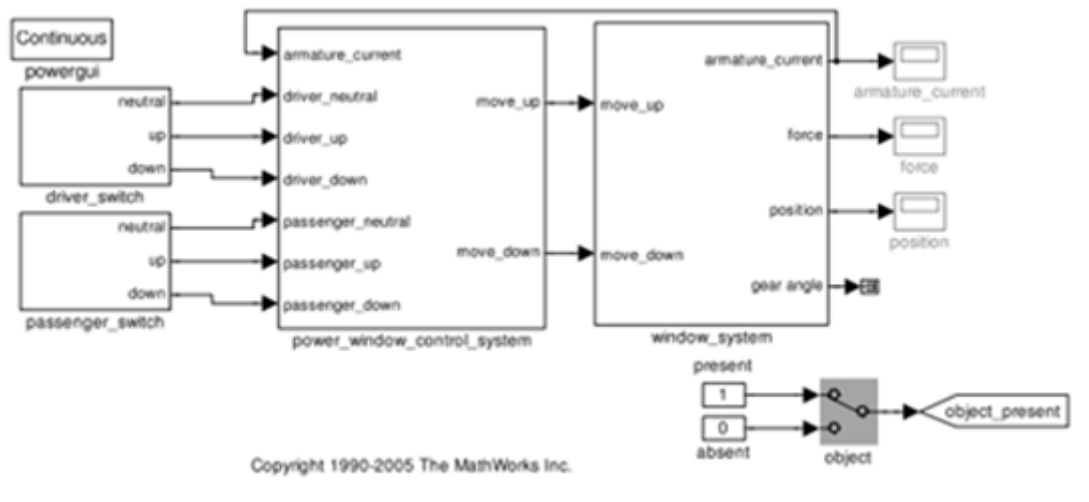 Continuous
powergui
neutral
up
down
driver_switch
neutral
up
down
passenger_switch
armature_current
driver_neutral
driver_up
driver_down
passenger_neutral
passenger_up
passenger_down
move_up
move_down
power_window_control_system
move_up
move_down
armature_current
force
position
gear angle
window_system
armature_current
force
position
present
1
0
absent
object
object_present
Copyright 1990-2005 The MathWorks Inc.